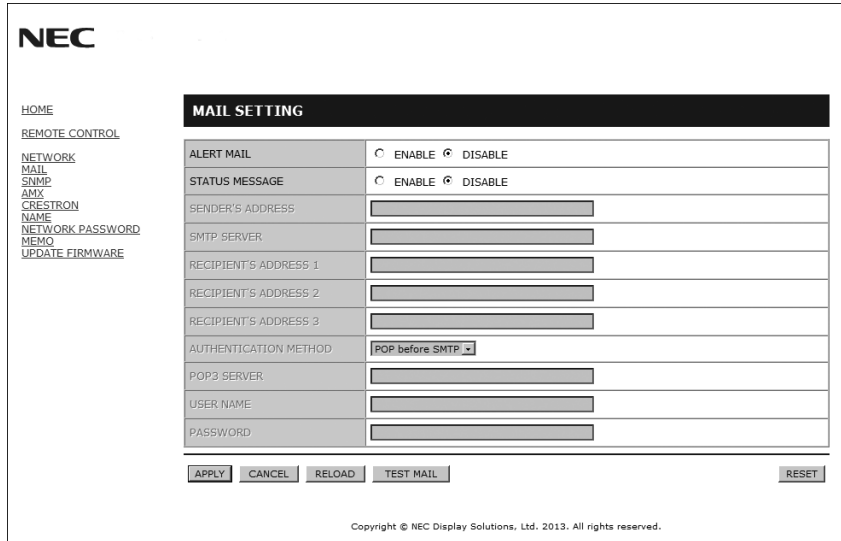 NEC
HOME
REMOTE CONTROL
NETWORK
MAIL
SNMP
AMX
CRESTRON
NAME
NETWORK PASSWORD
MEMO
UPDATE FIRMWARE
MAIL SETTING
ALERT MAIL ENABLE DISABLE
STATUS MESSAGE ENABLE DISABLE
SENDER'S ADDRESS
SMTP SERVER
RECIPIENT'S ADDRESS 1
RECIPIENT'S ADDRESS 2
RECIPIENT'S ADDRESS 3
AUTHENTICATION METHOD POP before SMTP
POP3 SERVER
USER NAME
PASSWORD
APPLY CANCEL RELOAD TEST MAIL RESET
Copyright © NEC Display Solutions, Ltd. 2013. All rights reserved.